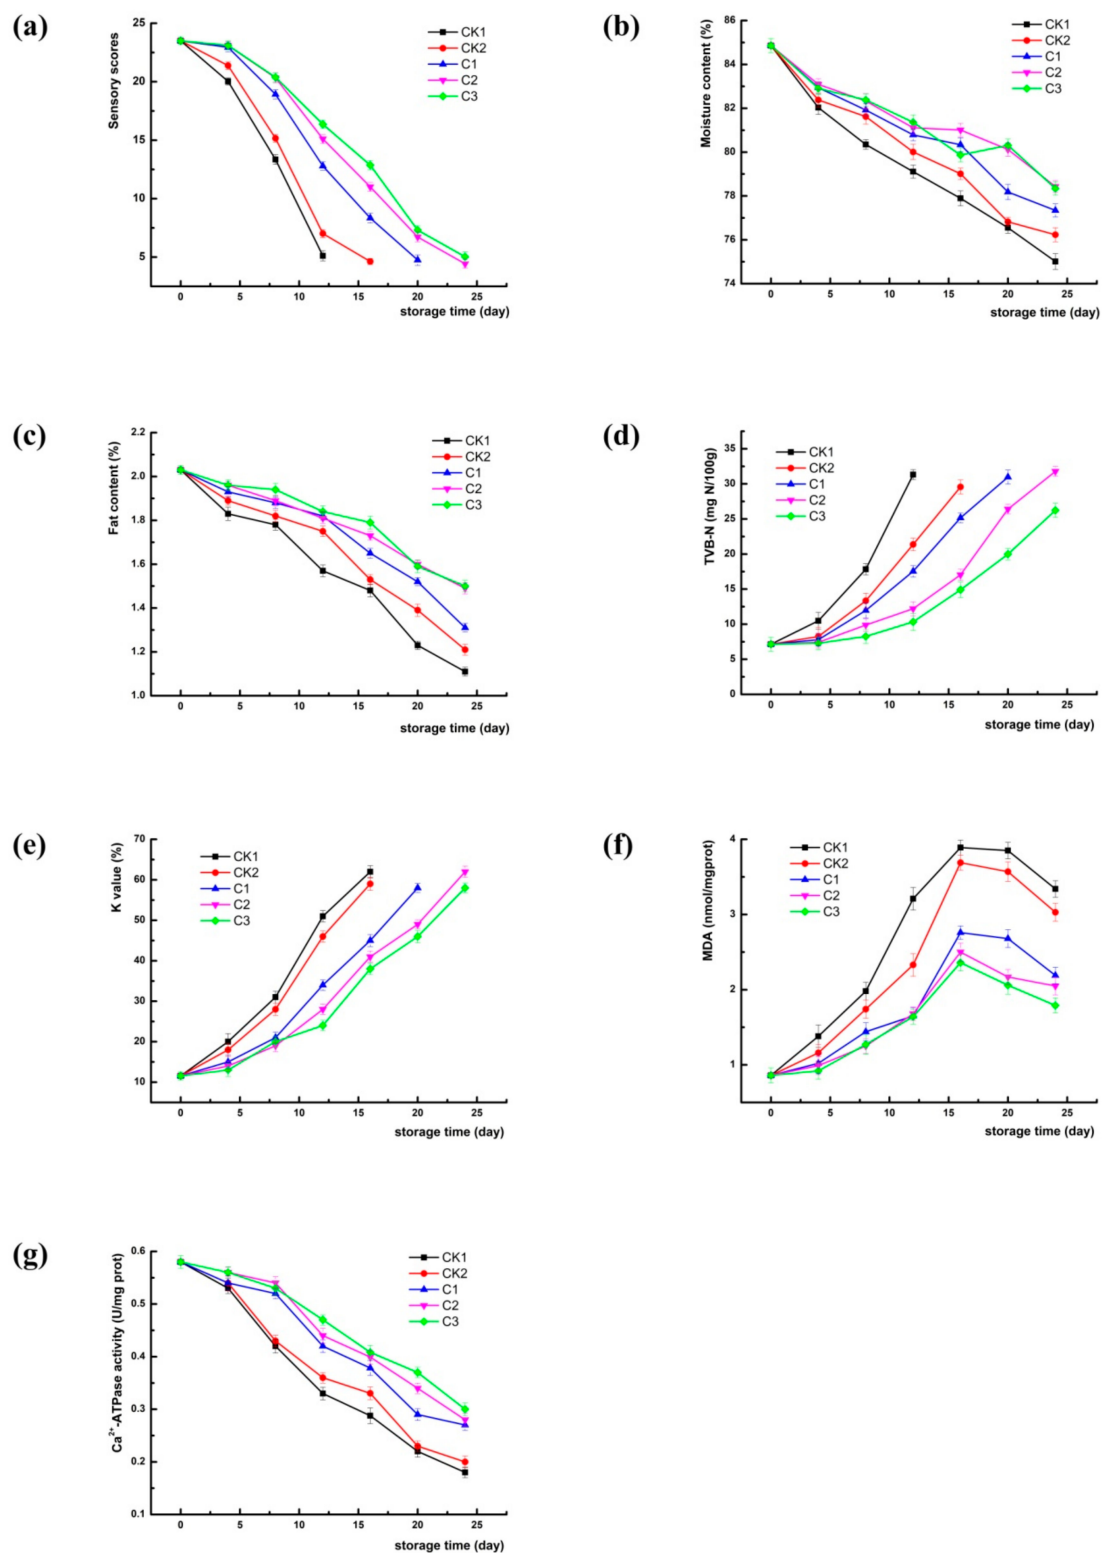 (a)
Sensory scores
25
20
15
10
5
0 5 10 15 20 25
storage time (day)
CK1
CK2
C1
C2
C3
(b)
Moisture content (%)
86
84
82
80
78
76
74
0 5 10 15 20 25
storage time (day)
CK1
CK2
C1
C2
C3
(c)
Fat content (%)
2.2
2.0
1.8
1.6
1.4
1.2
1.0
0 5 10 15 20 25
storage time (day)
CK1
CK2
C1
C2
C3
(d)
TVB-N (mg N/100g)
35
30
25
20
15
10
5
0
0 5 10 15 20 25
storage time (day)
CK1
CK2
C1
C2
C3
(e)
K value (%)
70
60
50
40
30
20
10
0 5 10 15 20 25
storage time (day)
CK1
CK2
C1
C2
C3
(f)
MDA (nmol/mgprot)
4
3
2
1
0 5 10 15 20 25
storage time (day)
CK1
CK2
C1
C2
C3
(g)
Ca²⁺-ATPase activity (U/mg prot)
0.6
0.5
0.4
0.3
0.2
0.1
0 5 10 15 20 25
storage time (day)
CK1
CK2
C1
C2
C3